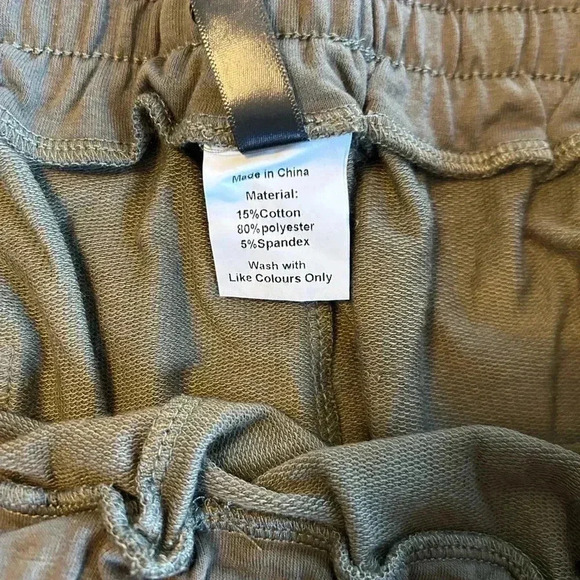 Made in China
Material:
15%Cotton
80%polyester
5%Spandex
Wash with
Like Colours Only